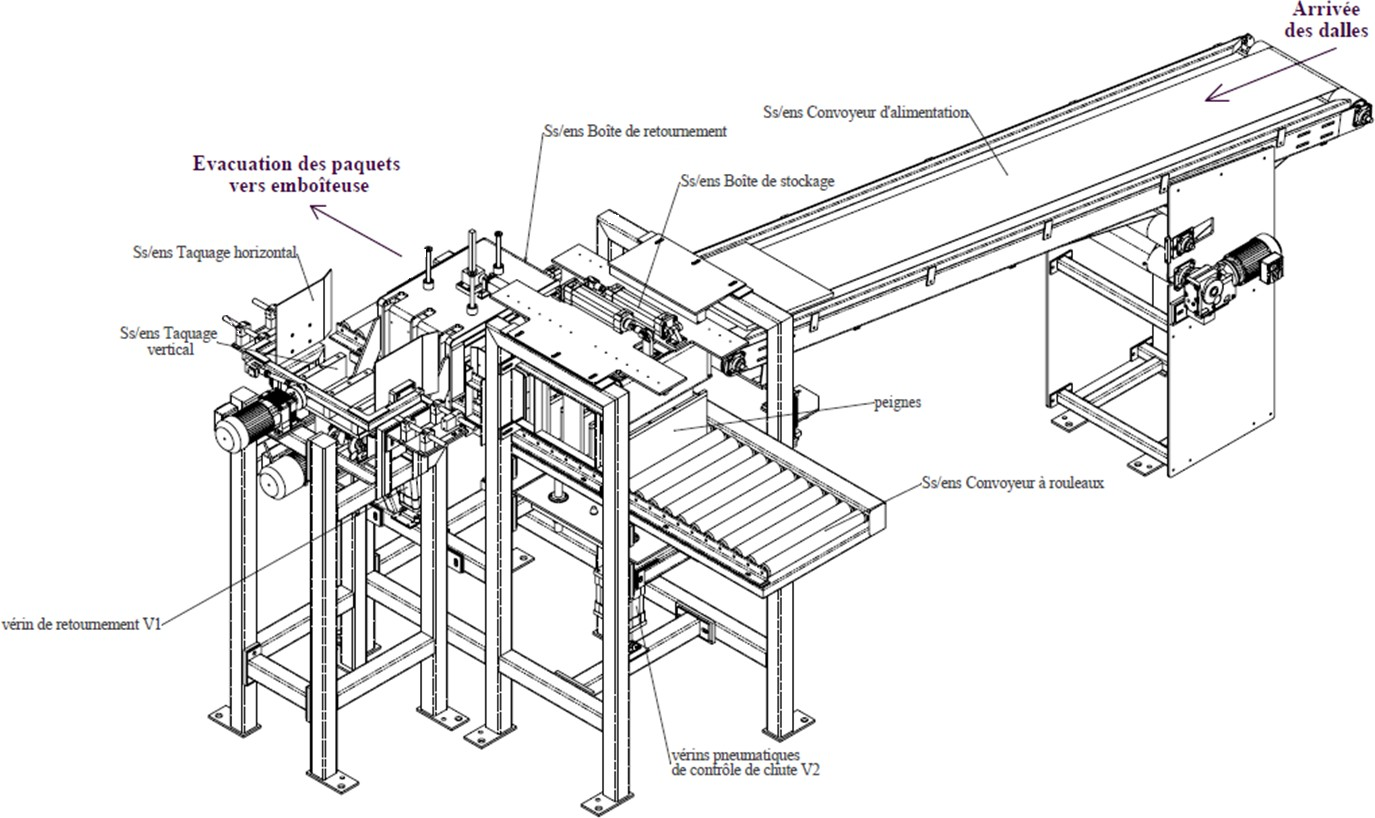 Arrivée
des dalles
Ss/ens Convoyeur d'alimentation
Ss/ens Boîte de retournement
Evacuation des paquets
vers emboîteuse
Ss/ens Boîte de stockage
Ss/ens Taquage horizontal
Ss/ens Taquage
vertical
peignes
Ss/ens Convoyeur à rouleaux
vérin de retournement V1
vérins pneumatiques
de contrôle de chute V2